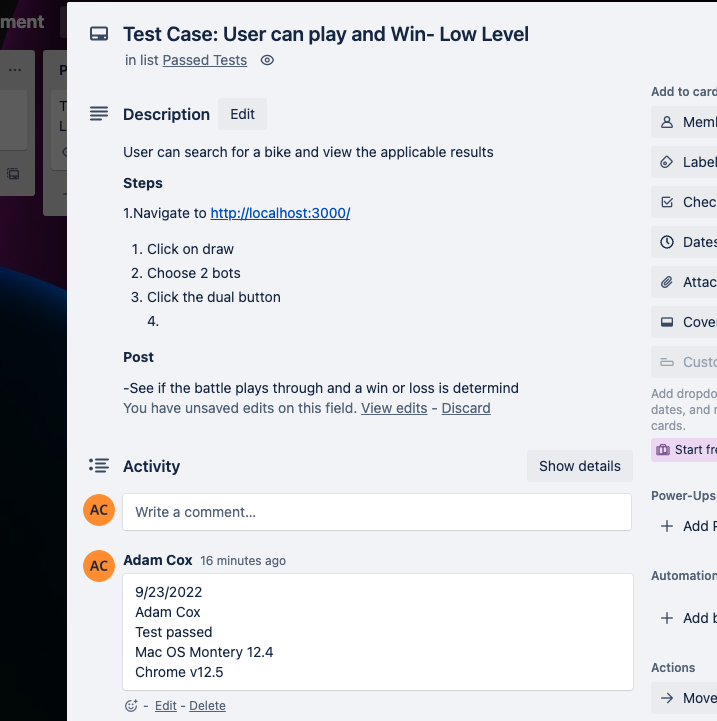 ment
Test Case: User can play and Win- Low Level
in list Passed Tests
Description
Edit
User can search for a bike and view the applicable results
Steps
1.Navigate to http://localhost:3000/
1. Click on draw
2. Choose 2 bots
3. Click the dual button
4.
Post
-See if the battle plays through and a win or loss is determind
You have unsaved edits on this field. View edits - Discard
Activity
Show details
AC
Write a comment...
AC
Adam Cox 16 minutes ago
9/23/2022
Adam Cox
Test passed
Mac OS Montery 12.4
Chrome v12.5
- Edit - Delete
Add to card
Meml
Label
Chec
Dates
Attac
Cover
Custo
Add dropdo
dates, and
cards.
Start fre
Power-Ups
Add
Automation
Add b
Actions
Move